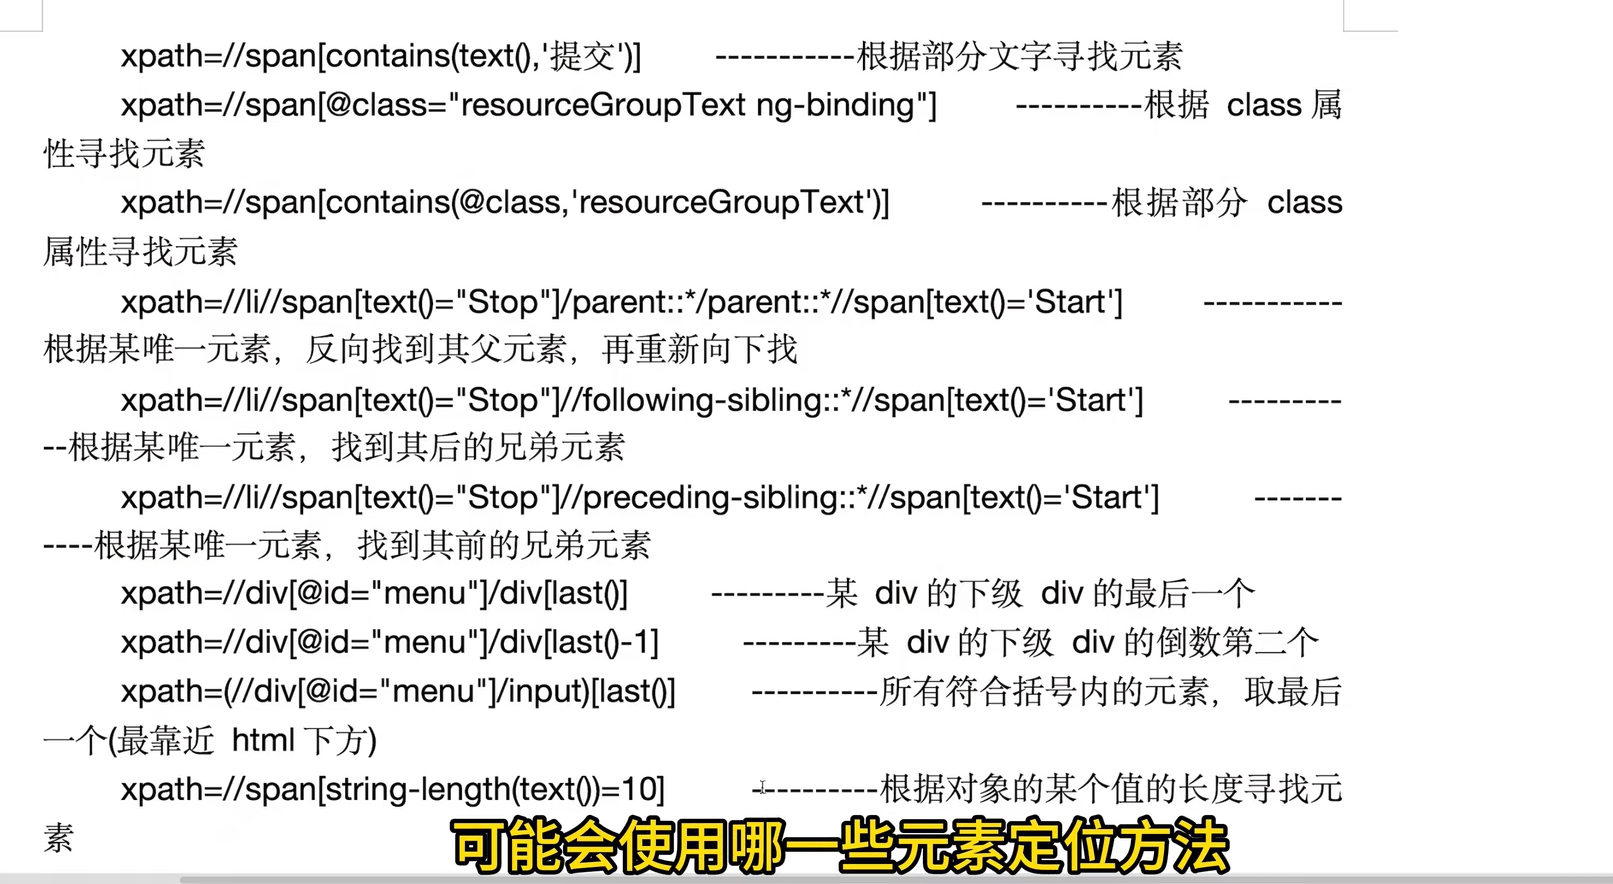 xpath=//span[contains(text(),'提交')] -----------根据部分文字寻找元素
xpath=//span[@class="resourceGroupText ng-binding"] ----------根据 class 属
性寻找元素
xpath=//span[contains(@class,'resourceGroupText')] ----------根据部分 class
属性寻找元素
xpath=//li//span[text()="Stop"]/parent::*/parent::*//span[text()='Start'] -----------
根据某唯一元素，反向找到其父元素，再重新向下找
xpath=//li//span[text()="Stop"]//following-sibling::*//span[text()='Start'] ---------
--根据某唯一元素，找到其后的兄弟元素
xpath=//li//span[text()="Stop"]//preceding-sibling::*//span[text()='Start'] -------
----根据某唯一元素，找到其前的兄弟元素
xpath=//div[@id="menu"]/div[last()] ---------某 div 的下级 div 的最后一个
xpath=//div[@id="menu"]/div[last()-1] ---------某 div 的下级 div 的倒数第二个
xpath=(//div[@id="menu"]/input)[last()] ----------所有符合括号内的元素，取最后
一个(最靠近 html 下方)
xpath=//span[string-length(text())=10] ----------根据对象的某个值的长度寻找元
素
可能会使用哪一些元素定位方法